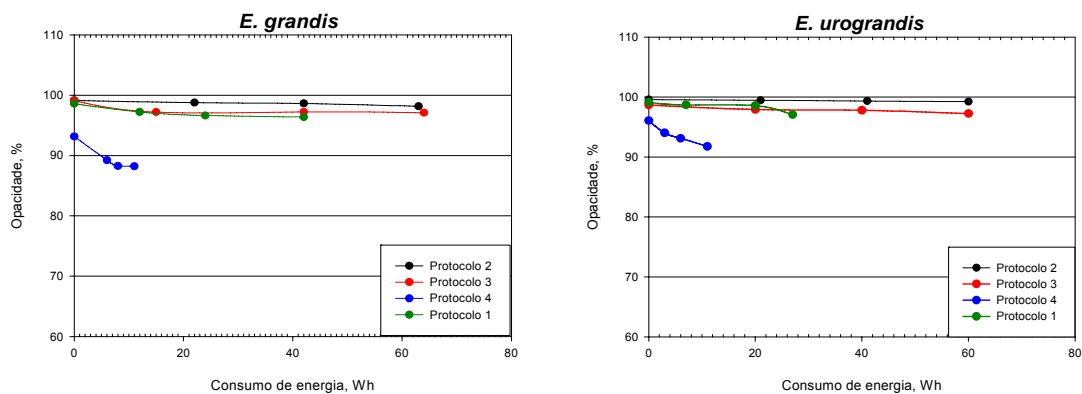 E. grandis
110
100
90
80
70
60
Opacidade, %
0
20
40
60
80
Consumo de energia, Wh
Protocolo 2
Protocolo 3
Protocolo 4
Protocolo 1
E. urograndis
110
100
90
80
70
60
Opacidade, %
0
20
40
60
80
Consumo de energia, Wh
Protocolo 2
Protocolo 3
Protocolo 4
Protocolo 1